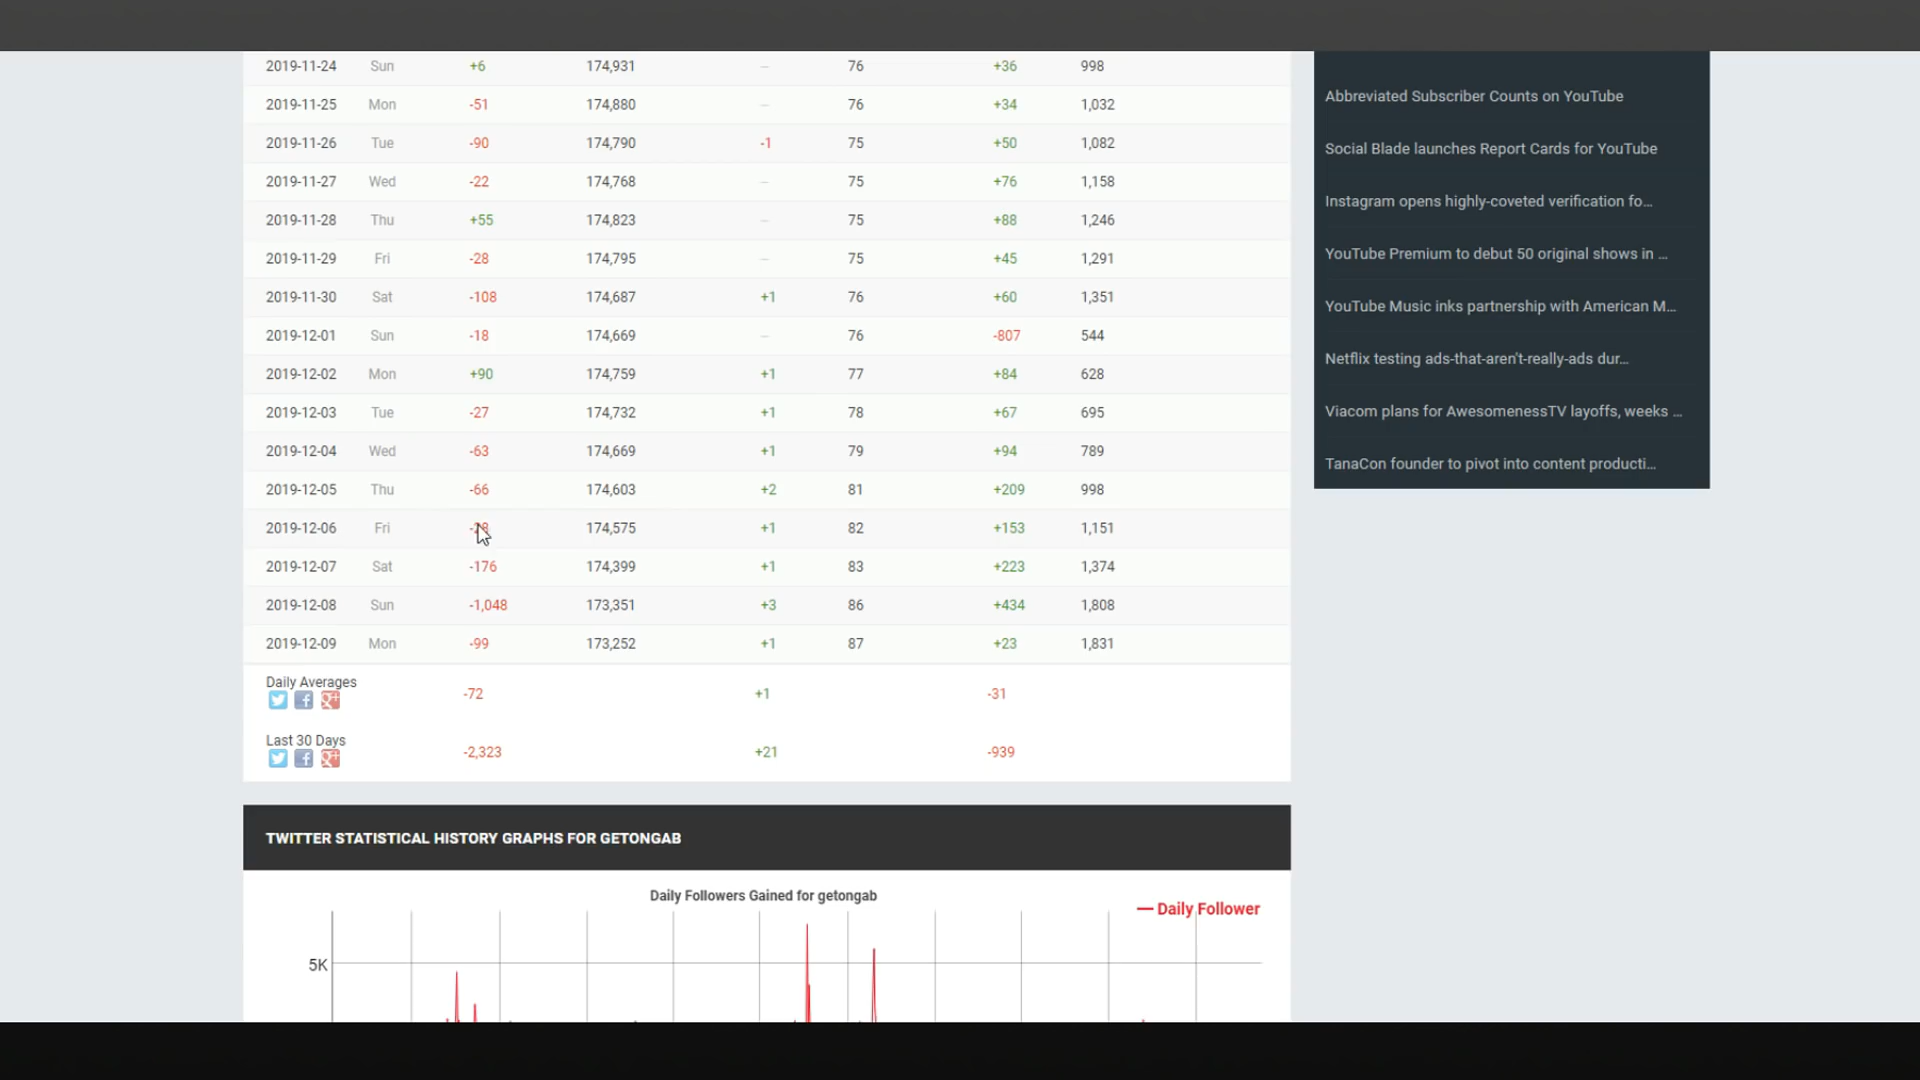 2019-11-24 Sun +6 174,931 -- 76 +36 998
2019-11-25 Mon -51 174,880 -- 76 +34 1,032
2019-11-26 Tue -90 174,790 -1 75 +50 1,082
2019-11-27 Wed -22 174,768 -- 75 +76 1,158
2019-11-28 Thu +55 174,823 -- 75 +88 1,246
2019-11-29 Fri -28 174,795 -- 75 +45 1,291
2019-11-30 Sat -108 174,687 +1 76 +60 1,351
2019-12-01 Sun -18 174,669 -- 76 -807 544
2019-12-02 Mon +90 174,759 +1 77 +84 628
2019-12-03 Tue -27 174,732 +1 78 +67 695
2019-12-04 Wed -63 174,669 +1 79 +94 789
2019-12-05 Thu -66 174,603 +2 81 +209 998
2019-12-06 Fri -28 174,575 +1 82 +153 1,151
2019-12-07 Sat -176 174,399 +1 83 +223 1,374
2019-12-08 Sun -1,048 173,351 +3 86 +434 1,808
2019-12-09 Mon -99 173,252 +1 87 +23 1,831
Daily Averages -72 +1 -31
Last 30 Days -2,323 +21 -939
TWITTER STATISTICAL HISTORY GRAPHS FOR GETONGAB
Daily Followers Gained for getongab
Daily Follower
5K
Abbreviated Subscriber Counts on YouTube
Social Blade launches Report Cards for YouTube
Instagram opens highly-coveted verification fo...
YouTube Premium to debut 50 original shows in ...
YouTube Music inks partnership with American M...
Netflix testing ads-that-aren't-really-ads dur...
Viacom plans for AwesomenessTV layoffs, weeks ...
TanaCon founder to pivot into content producti...